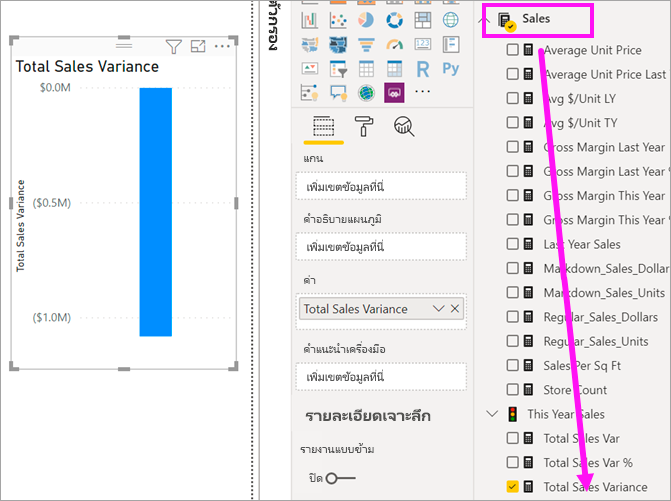 Total Sales Variance
$0.0M
($0.5M)
($1.0M)
Total Sales Variance
ตัวกรอง
R
Py
123
แกน
เพิ่มเขตข้อมูลที่นี่
คำอธิบายแผนภูมิ
เพิ่มเขตข้อมูลที่นี่
ค่า
Total Sales Variance
คำแนะนำเครื่องมือ
เพิ่มเขตข้อมูลที่นี่
รายละเอียดเจาะลึก
รายงานแบบข้าม
ปิด
Sales
Average Unit Price
Average Unit Price Last
Avg $/Unit LY
Avg $/Unit TY
Gross Margin Last Year
Gross Margin Last Year %
Gross Margin This Year
Gross Margin This Year %
Last Year Sales
Markdown_Sales_Dollar
Markdown_Sales_Units
Regular_Sales_Dollars
Regular_Sales_Units
Sales Per Sq Ft
Store Count
This Year Sales
Total Sales Var
Total Sales Var %
Total Sales Variance